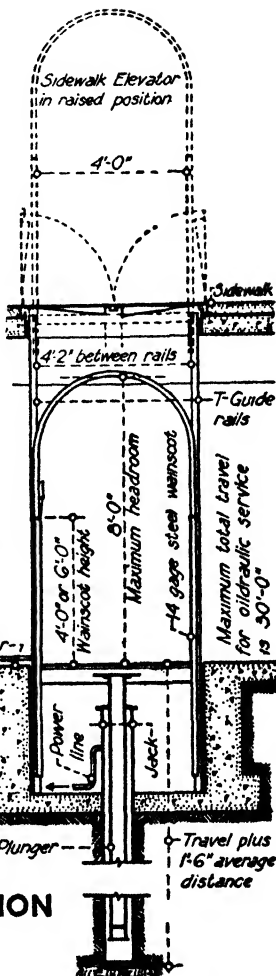 Sidewalk Elevator
in raised position
4'-0"
Sidewalk
4'-2" between rails
T-Guide
rails
8'-0"
Maximum headroom
4'-0" or 6'-0"
Wainscot height
14 gage steel wainscot
Maximum total travel
for oildraulic service
is 30'-0"
r-1
Power
line
Jack
Plunger
Travel plus
1'-6" average
distance
ION